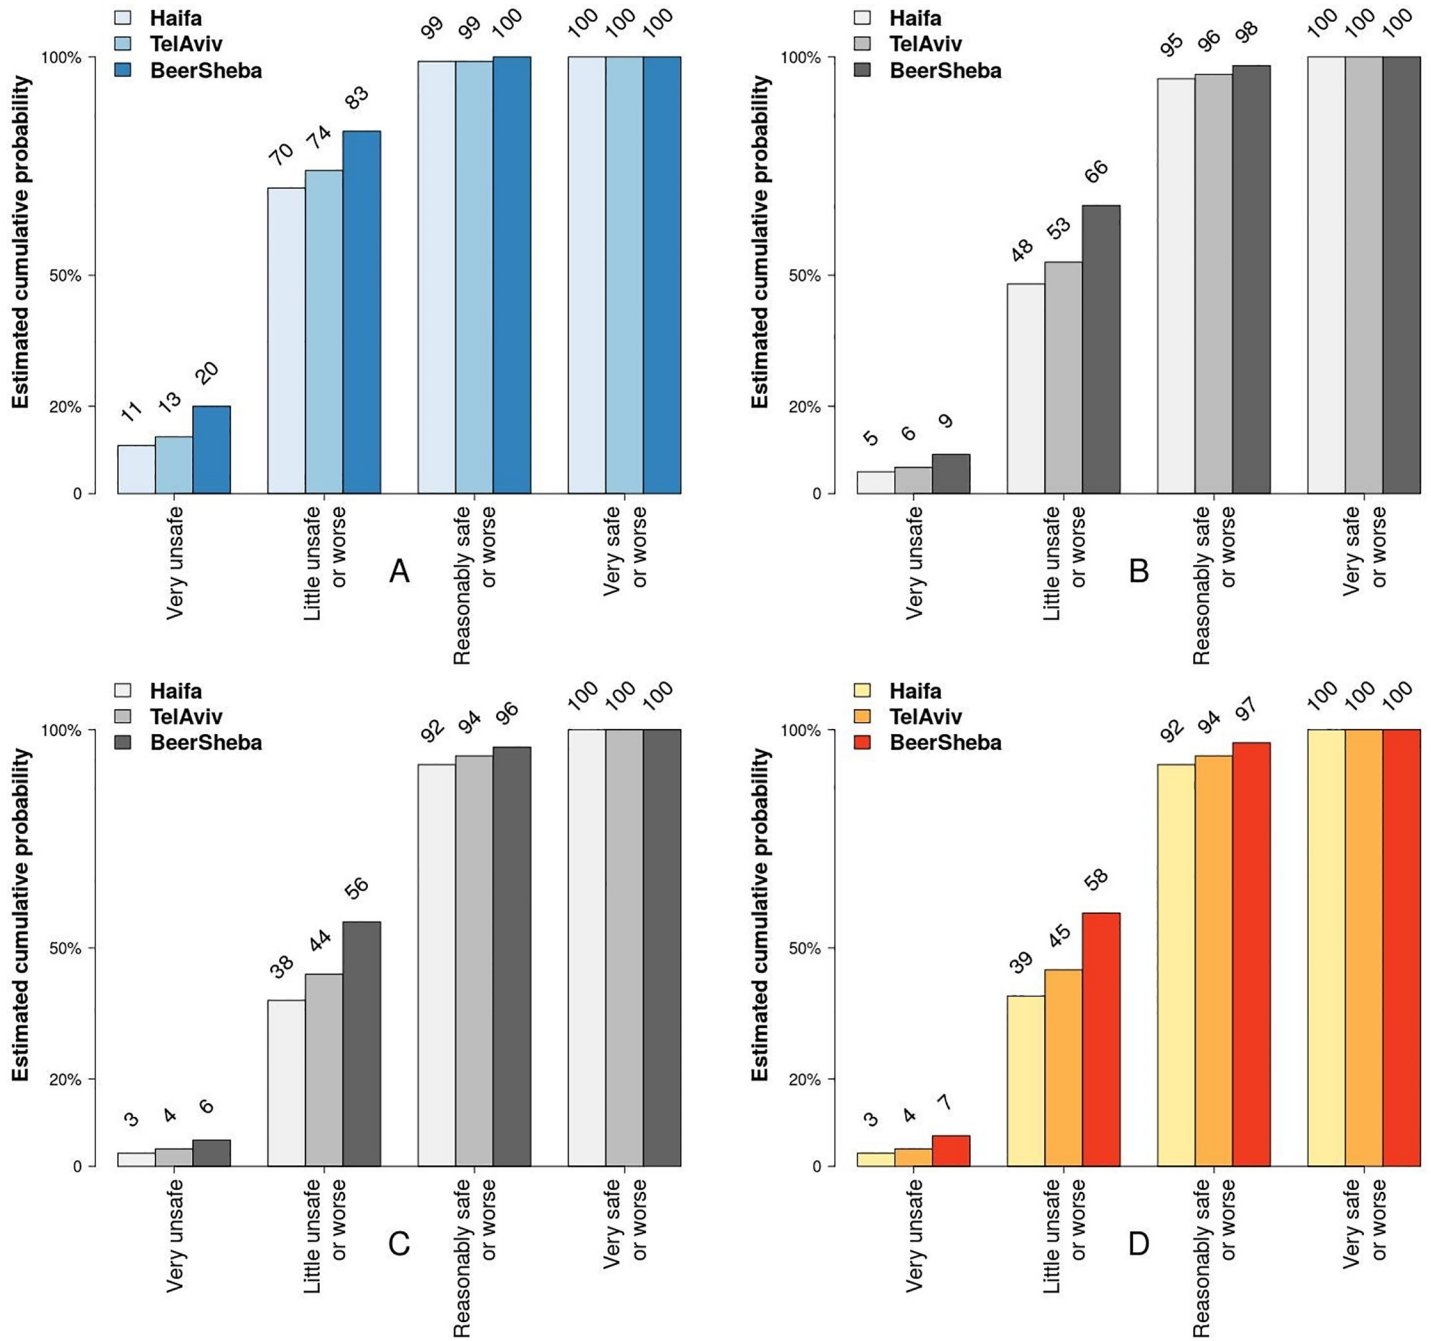 Haifa
TelAviv
BeerSheba
Estimated cumulative probability
100%
50%
20%
0
11
13
20
70
74
83
99
99
100
100
100
100
Very unsafe
Little unsafe
or worse
Reasonably safe
or worse
Very safe
or worse
A
Haifa
TelAviv
BeerSheba
Estimated cumulative probability
100%
50%
20%
0
5
6
9
48
53
66
95
96
98
100
100
100
Very unsafe
Little unsafe
or worse
Reasonably safe
or worse
Very safe
or worse
B
Haifa
TelAviv
BeerSheba
Estimated cumulative probability
100%
50%
20%
0
3
4
6
38
44
56
92
94
96
100
100
100
Very unsafe
Little unsafe
or worse
Reasonably safe
or worse
Very safe
or worse
C
Haifa
TelAviv
BeerSheba
Estimated cumulative probability
100%
50%
20%
0
3
4
7
39
45
58
92
94
97
100
100
100
Very unsafe
Little unsafe
or worse
Reasonably safe
or worse
Very safe
or worse
D